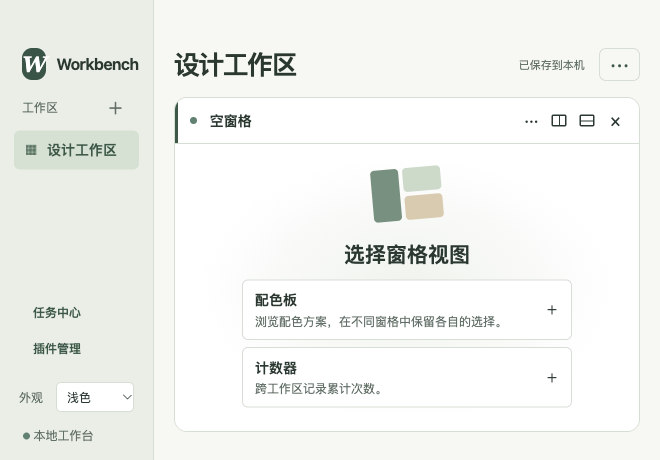 W Workbench
工作区
设计工作区
任务中心
插件管理
外观 浅色
本地工作台
设计工作区
已保存到本机
空窗格
选择窗格视图
配色板
浏览配色方案，在不同窗格中保留各自的选择。
计数器
跨工作区记录累计次数。